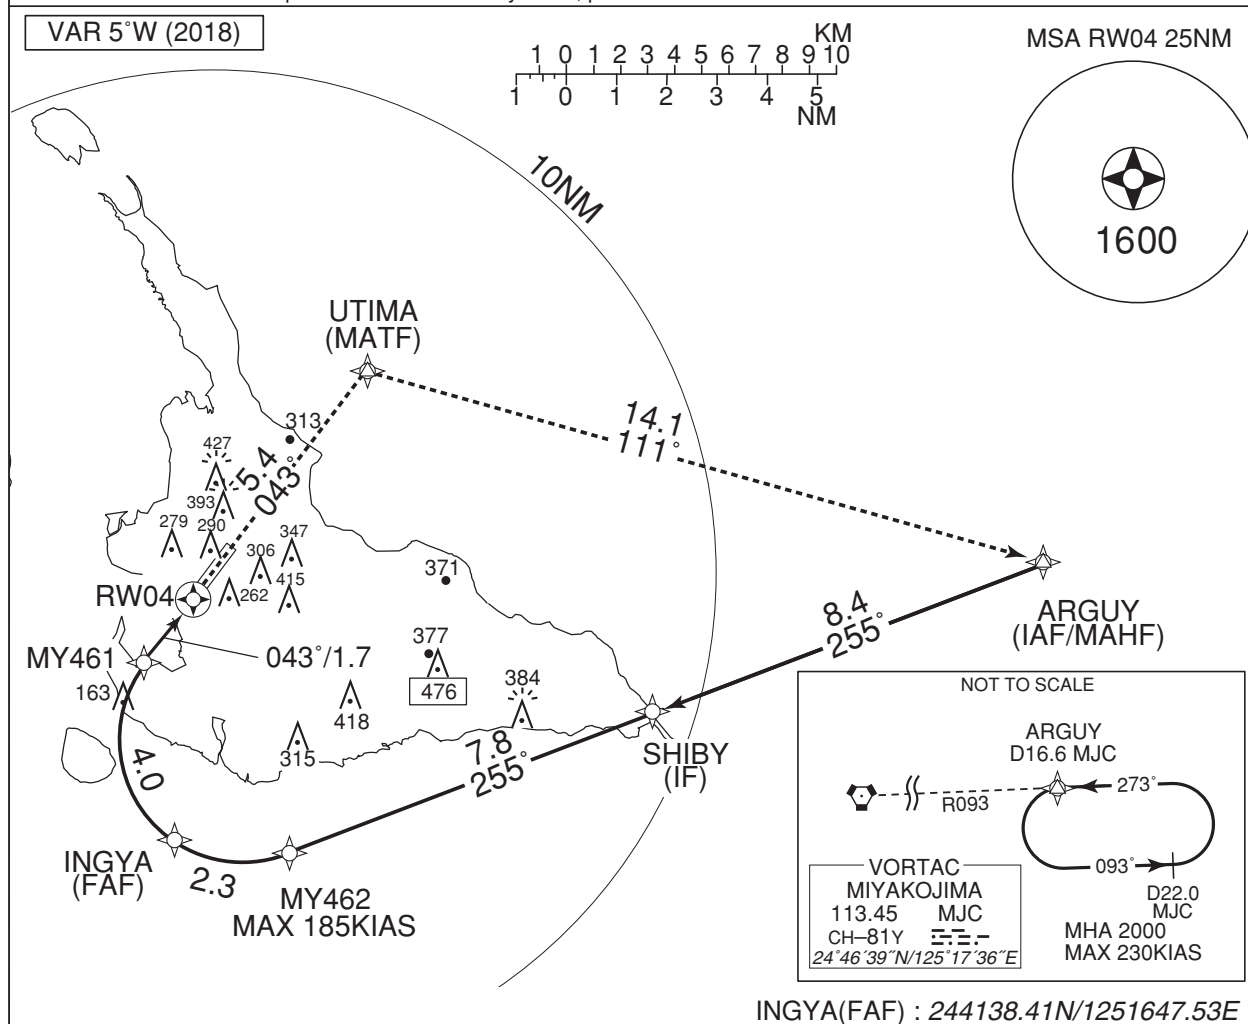 VAR 5˚W (2018)
KM
1 0 1 2 3 4 5 6 7 8 9 10
1 0 1 2 3 4 5
NM
MSA RW04 25NM
1600
10NM
UTIMA
(MATF)
14.1
111˚
313
427
5.4
043˚
393
279
290
347
306
415
262
371
RW04
ARGUY
(IAF/MAHF)
8.4
255˚
377
476
384
MY461
043˚/1.7
163
418
315
7.8
255˚
SHIBY
(IF)
4.0
INGYA
(FAF)
2.3
MY462
MAX 185KIAS
NOT TO SCALE
ARGUY
D16.6 MJC
273˚
R093
093˚
D22.0
MJC
VORTAC
MIYAKOJIMA
113.45 MJC
CH–81Y
24˚46´39˝N/125˚17´36˝E
MHA 2000
MAX 230KIAS
INGYA(FAF) : 244138.41N/1251647.53E